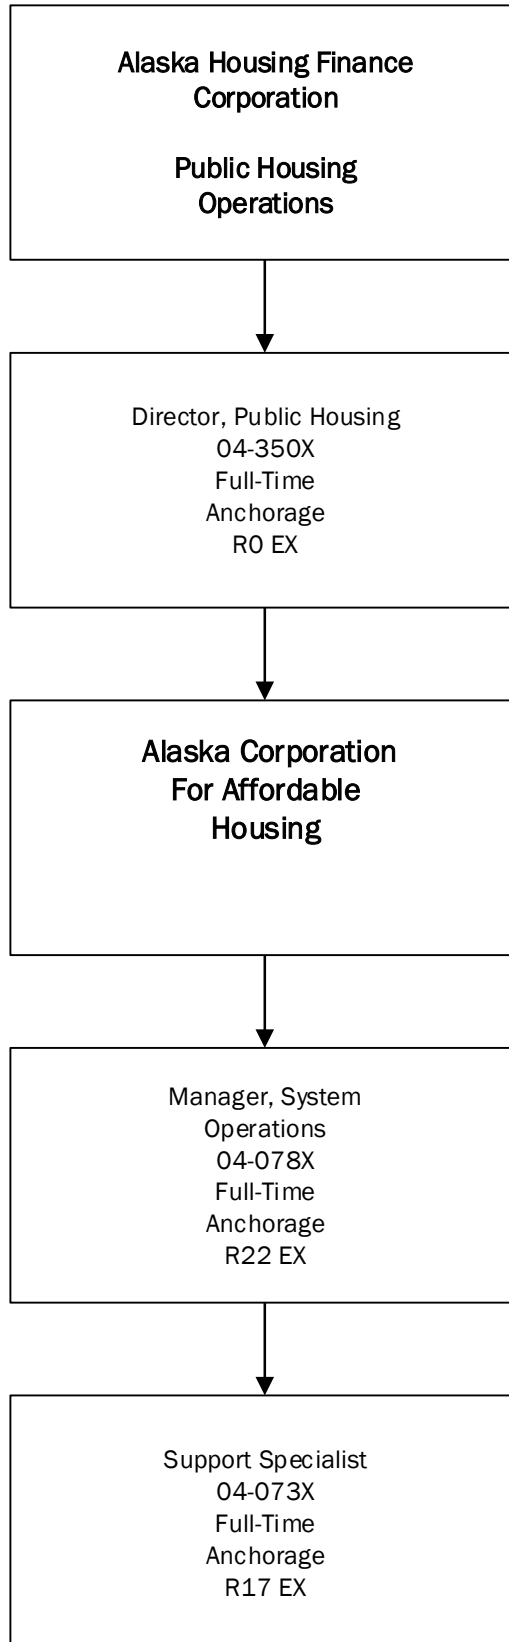 Alaska Housing Finance
Corporation
Public Housing
Operations
Director, Public Housing
04-350X
Full-Time
Anchorage
R0 EX
Alaska Corporation
For Affordable
Housing
Manager, System
Operations
04-078X
Full-Time
Anchorage
R22 EX
Support Specialist
04-073X
Full-Time
Anchorage
R17 EX